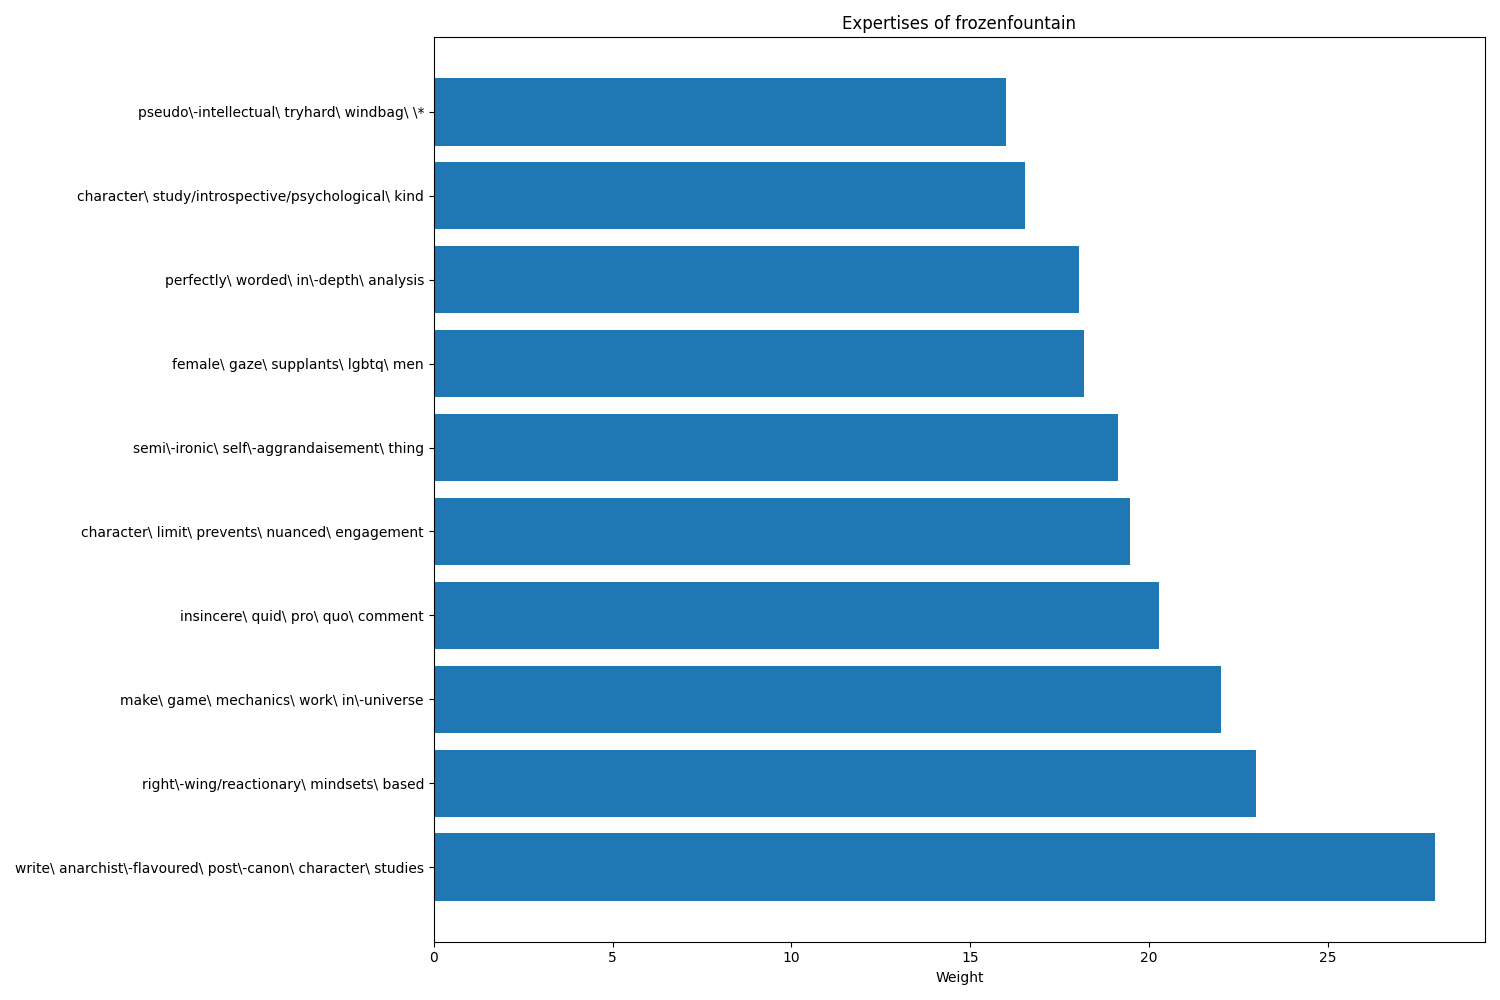 Expertises of frozenfountain
pseudo\-intellectual\ tryhard\ windbag\ \*
character\ study/introspective/psychological\ kind
perfectly\ worded\ in\-depth\ analysis
female\ gaze\ supplants\ lgbtq\ men
semi\-ironic\ self\-aggrandaisement\ thing
character\ limit\ prevents\ nuanced\ engagement
insincere\ quid\ pro\ quo\ comment
make\ game\ mechanics\ work\ in\-universe
right\-wing/reactionary\ mindsets\ based
write\ anarchist\-flavoured\ post\-canon\ character\ studies
0 5 10 15 20 25
Weight